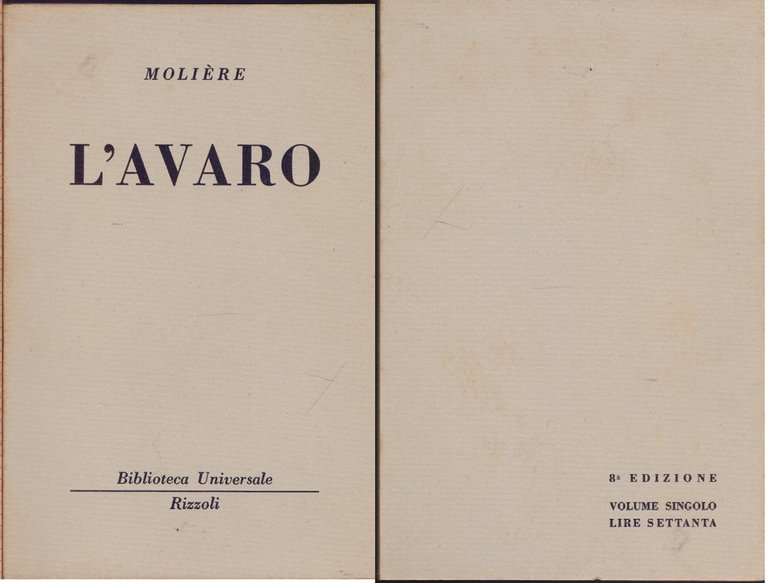 MOLIÈRE
L'AVARO
Biblioteca Universale
Rizzoli
8ª EDIZIONE
VOLUME SINGOLO
LIRE SETTANTA